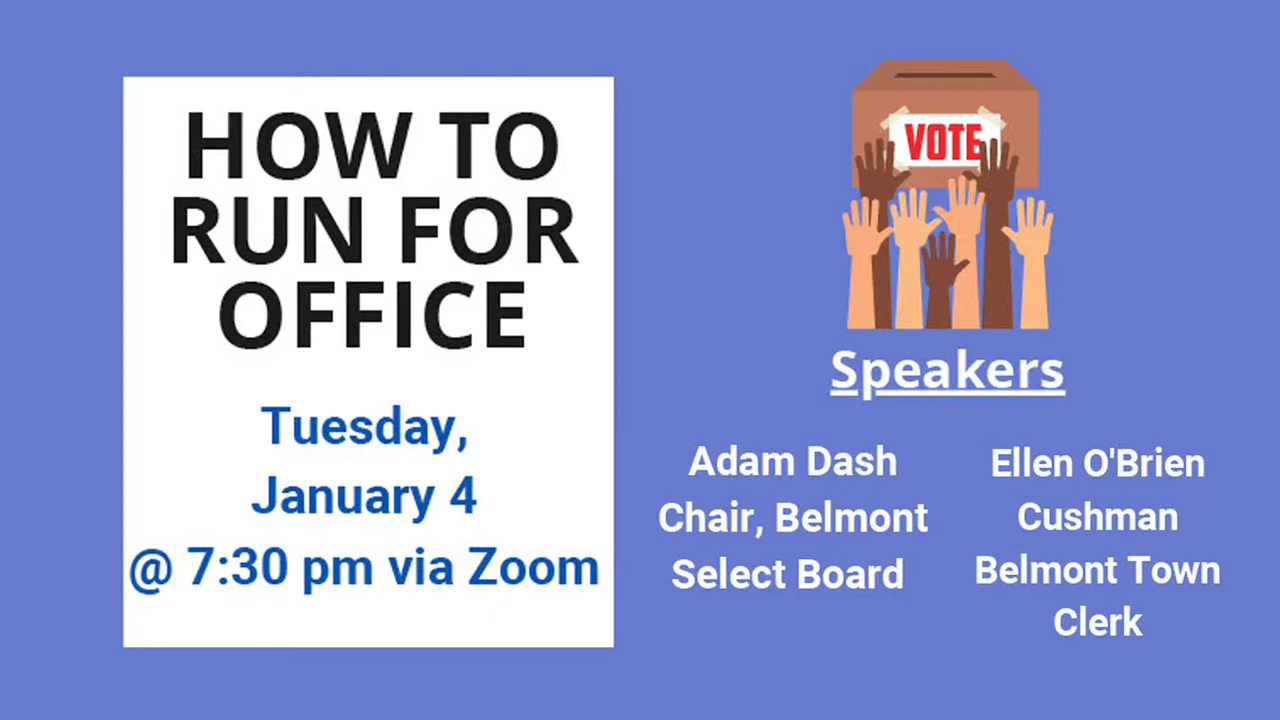 HOW TO
RUN FOR
OFFICE
Tuesday,
January 4
@ 7:30 pm via Zoom
VOTE
Speakers
Adam Dash
Chair, Belmont
Select Board
Ellen O'Brien
Cushman
Belmont Town
Clerk